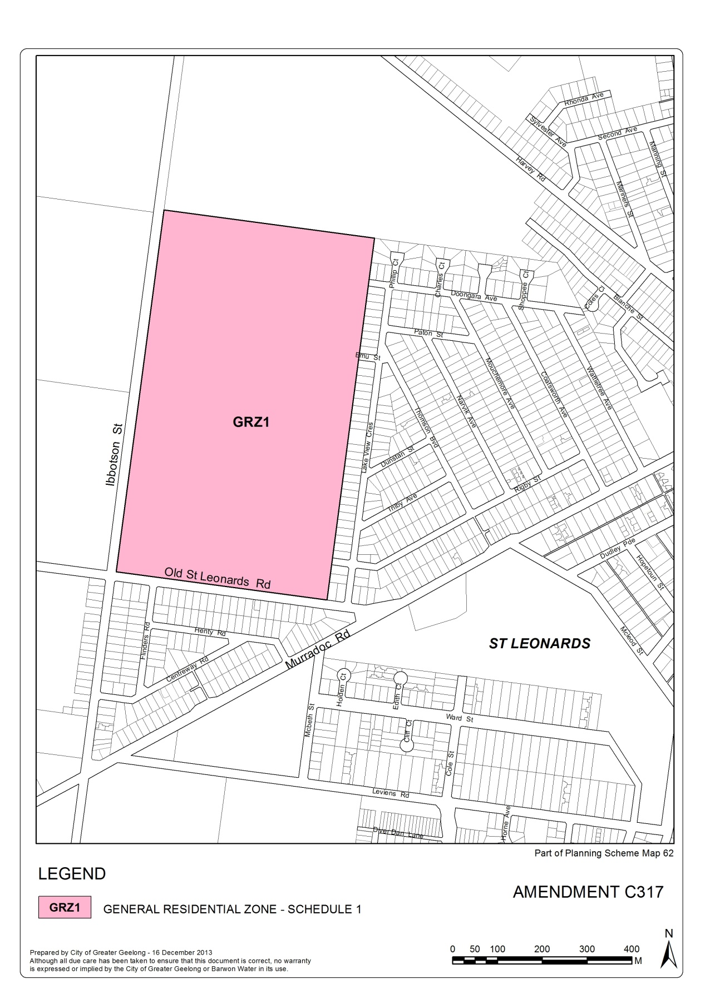 Rhonda Ave
Sylvester Ave
Second Ave
Manning St
Harvey Rd
Mariners St
Phillip Ct
Charles Ct
Shoppee Ct
Doongara Ave
Coles Ct
Blanche St
Paton St
Emu St
Mouchemore Ave
Coatsworth Ave
Wattletree Ave
Narvik Ave
Thomson Bvd
GRZ1
Ibbotson St
Lake View Cres
Dunstan St
Rigby St
Trilby Ave
Dudley Pde
Hopetoun St
Old St Leonards Rd
Flinders Rd
Henty Rd
Murradoc Rd
ST LEONARDS
Mcleod St
Centreway Rd
Holden Ct
Edith Ct
Mcbeth St
Cliff Ct
Ward St
Cole St
Leviens Rd
Horne Ave
Diver Dan Lane
Part of Planning Scheme Map 62
LEGEND
AMENDMENT C317
GRZ1 GENERAL RESIDENTIAL ZONE - SCHEDULE 1
N
0 50 100 200 300 400
M
Prepared by City of Greater Geelong - 16 December 2013
Although all due care has been taken to ensure that this document is correct, no warranty
is expressed or implied by the City of Greater Geelong or Barwon Water in its use.